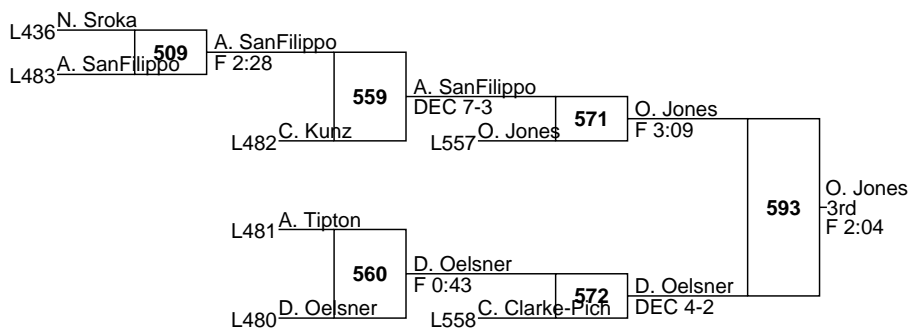 N. Sroka
L436
509
A. SanFilippo
F 2:28
L483
A. SanFilippo
559
A. SanFilippo
DEC 7-3
L482
C. Kunz
571
O. Jones
F 3:09
L557
O. Jones
593
O. Jones
3rd
F 2:04
L481
A. Tipton
560
D. Oelsner
F 0:43
572
D. Oelsner
DEC 4-2
L480
D. Oelsner
L558
C. Clarke-Pich